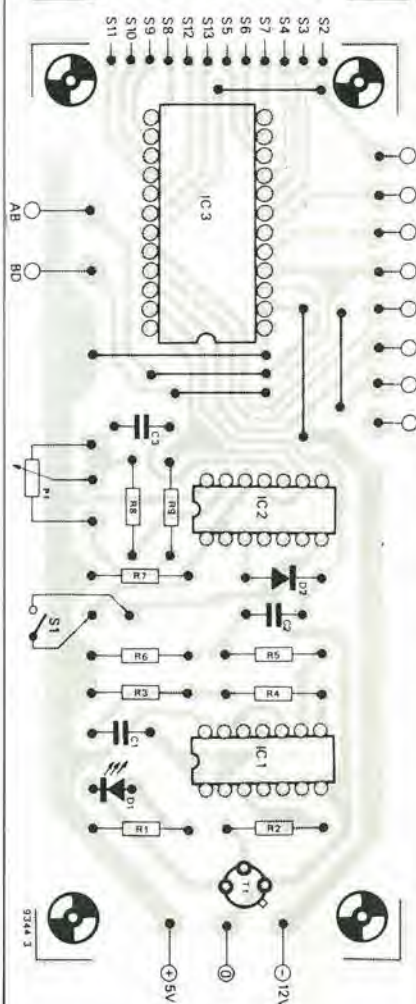 S11
S10
S9
S8
S12
S13
S5
S6
S7
S4
S3
S2
IC3
AB
BD
C3
P1
R8
R9
IC2
R7
D2
C2
S1
R6
R5
R3
R4
C1
IC1
D1
R1
R2
T1
9344 3
+ 5V
0
- 12V